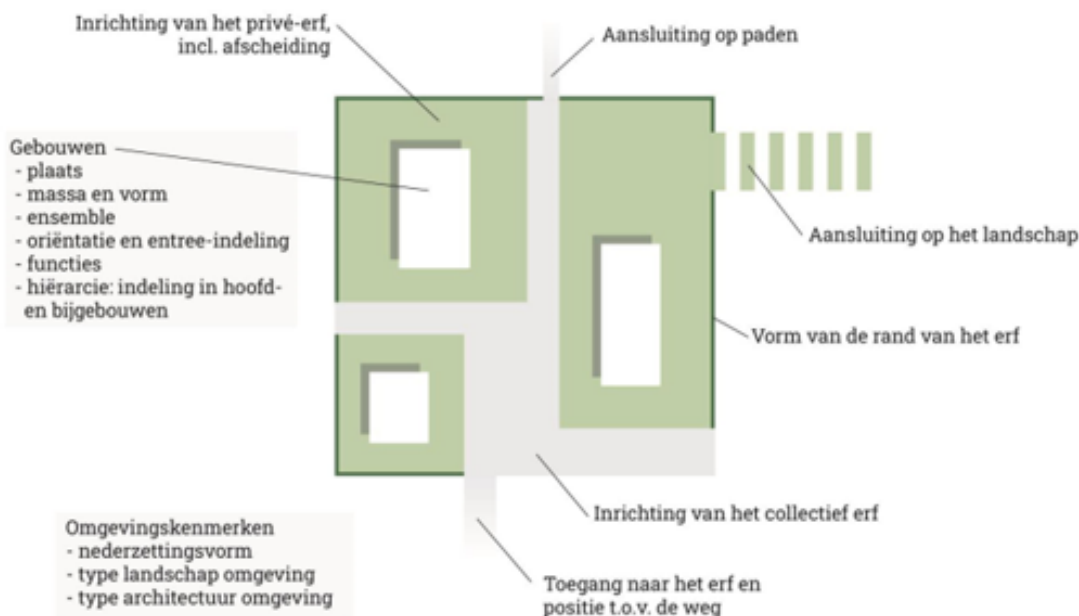 Inrichting van het privé-erf,
incl. afscheiding
Aansluiting op paden
Gebouwen
- plaats
- massa en vorm
- ensemble
- oriëntatie en entree-indeling
- functies
- hiërarcie: indeling in hoofd-
en bijgebouwen
Aansluiting op het landschap
Vorm van de rand van het erf
Inrichting van het collectief erf
Omgevingskenmerken
- nederzettingsvorm
- type landschap omgeving
- type architectuur omgeving
Toegang naar het erf en
positie t.o.v. de weg